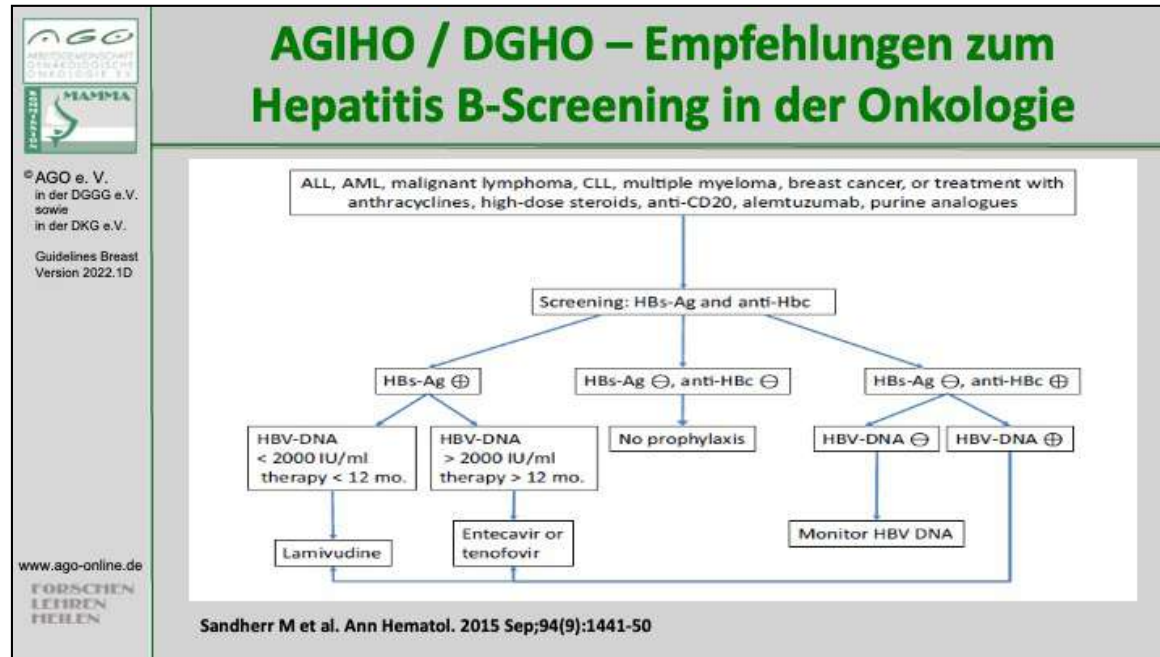 AGO
ARBEITSGEMEINSCHAFT
GYNÄKOLOGISCHE
ONKOLOGIE E.V.
MAMMA
© AGO e. V.
in der DGGG e.V.
sowie
in der DKG e.V.
Guidelines Breast
Version 2022.1D
www.ago-online.de
FORSCHEN
LEHREN
HEILEN
AGIHO / DGHO – Empfehlungen zum
Hepatitis B-Screening in der Onkologie
ALL, AML, malignant lymphoma, CLL, multiple myeloma, breast cancer, or treatment with
anthracyclines, high-dose steroids, anti-CD20, alemtuzumab, purine analogues
Screening: HBs-Ag and anti-Hbc
HBs-Ag ⊕
HBs-Ag ⊖, anti-HBc ⊖
HBs-Ag ⊖, anti-HBc ⊕
HBV-DNA
< 2000 IU/ml
therapy < 12 mo.
HBV-DNA
> 2000 IU/ml
therapy > 12 mo.
No prophylaxis
HBV-DNA ⊖
HBV-DNA ⊕
Lamivudine
Entecavir or
tenofovir
Monitor HBV DNA
Sandherr M et al. Ann Hematol. 2015 Sep;94(9):1441-50